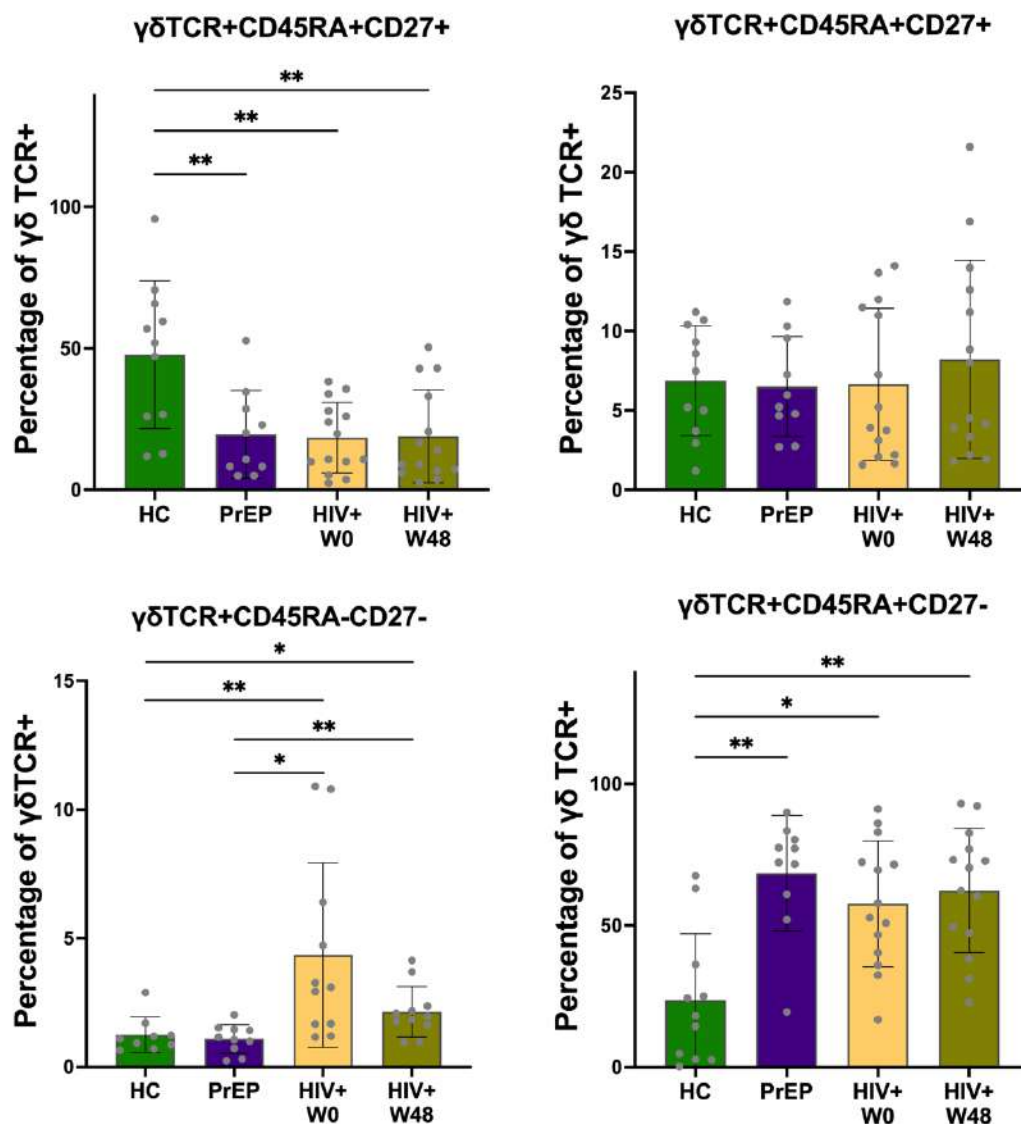 γδTCR+CD45RA+CD27+
**
**
**
Percentage of γδ TCR+
100
50
0
HC
PrEP
HIV+
W0
HIV+
W48
γδTCR+CD45RA+CD27+
Percentage of γδ TCR+
25
20
15
10
5
0
HC
PrEP
HIV+
W0
HIV+
W48
γδTCR+CD45RA-CD27-
*
**
**
*
Percentage of γδTCR+
15
10
5
0
HC
PrEP
HIV+
W0
HIV+
W48
γδTCR+CD45RA+CD27-
**
*
**
Percentage of γδ TCR+
100
50
0
HC
PrEP
HIV+
W0
HIV+
W48